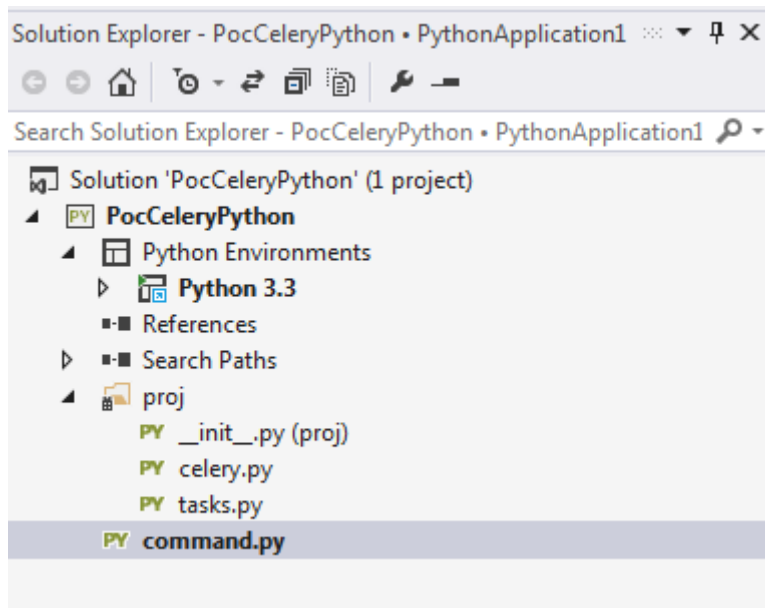 Solution Explorer - PocCeleryPython • PythonApplication1
Search Solution Explorer - PocCeleryPython • PythonApplication1
Solution 'PocCeleryPython' (1 project)
PY PocCeleryPython
Python Environments
Python 3.3
References
Search Paths
proj
PY __init__.py (proj)
PY celery.py
PY tasks.py
PY command.py